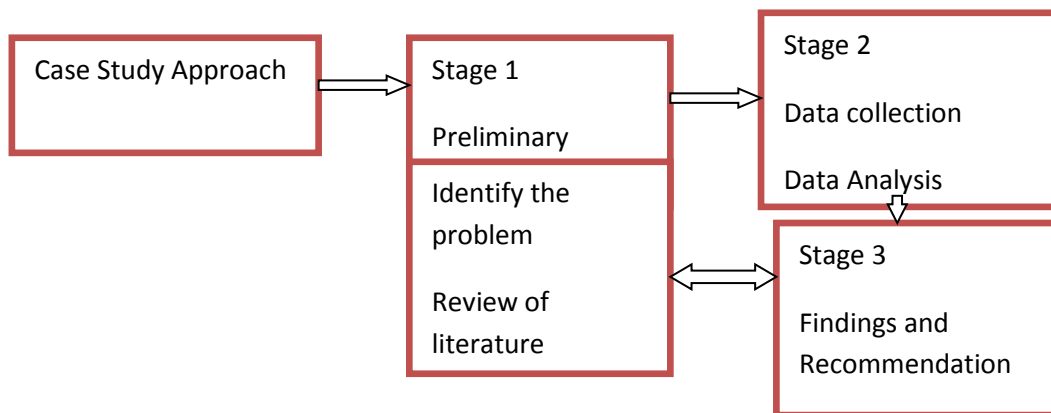 Case Study Approach
Stage 1
Preliminary
Identify the
problem
Review of
literature
Stage 2
Data collection
Data Analysis
Stage 3
Findings and
Recommendation